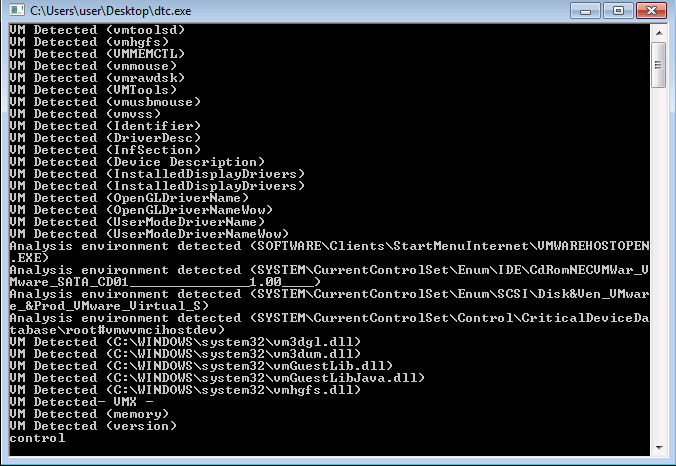 C:\Users\user\Desktop\dtc.exe
VM Detected (vmtoolsd)
VM Detected (vmhgfs)
VM Detected (VMMEMCTL)
VM Detected (vmmouse)
VM Detected (vmrawdsk)
VM Detected (VMTools)
VM Detected (vmusbmouse)
VM Detected (vmvss)
VM Detected (Identifier)
VM Detected (DriverDesc)
VM Detected (InfSection)
VM Detected (Device Description)
VM Detected (InstalledDisplayDrivers)
VM Detected (InstalledDisplayDrivers)
VM Detected (OpenGLDriverName)
VM Detected (OpenGLDriverNameWow)
VM Detected (UserModeDriverName)
VM Detected (UserModeDriverNameWow)
Analysis environment detected (SOFTWARE\Clients\StartMenuInternet\VMWAREHOSTOPEN
.EXE)
Analysis environment detected (SYSTEM\CurrentControlSet\Enum\IDE\CdRomNECVMWar_V
Mware_SATA_CD01_________________1.00____)
Analysis environment detected (SYSTEM\CurrentControlSet\Enum\SCSI\Disk&Ven_VMwar
e_&Prod_VMware_Virtual_S)
Analysis environment detected (SYSTEM\CurrentControlSet\Control\CriticalDeviceDa
tabase\root#vmwvmcihostdev)
VM Detected (C:\WINDOWS\system32\vm3dgl.dll)
VM Detected (C:\WINDOWS\system32\vm3dum.dll)
VM Detected (C:\WINDOWS\system32\vmGuestLib.dll)
VM Detected (C:\WINDOWS\system32\vmGuestLibJava.dll)
VM Detected (C:\WINDOWS\system32\vmhgfs.dll)
VM Detected- VMX -
VM Detected (memory)
VM Detected (version)
control